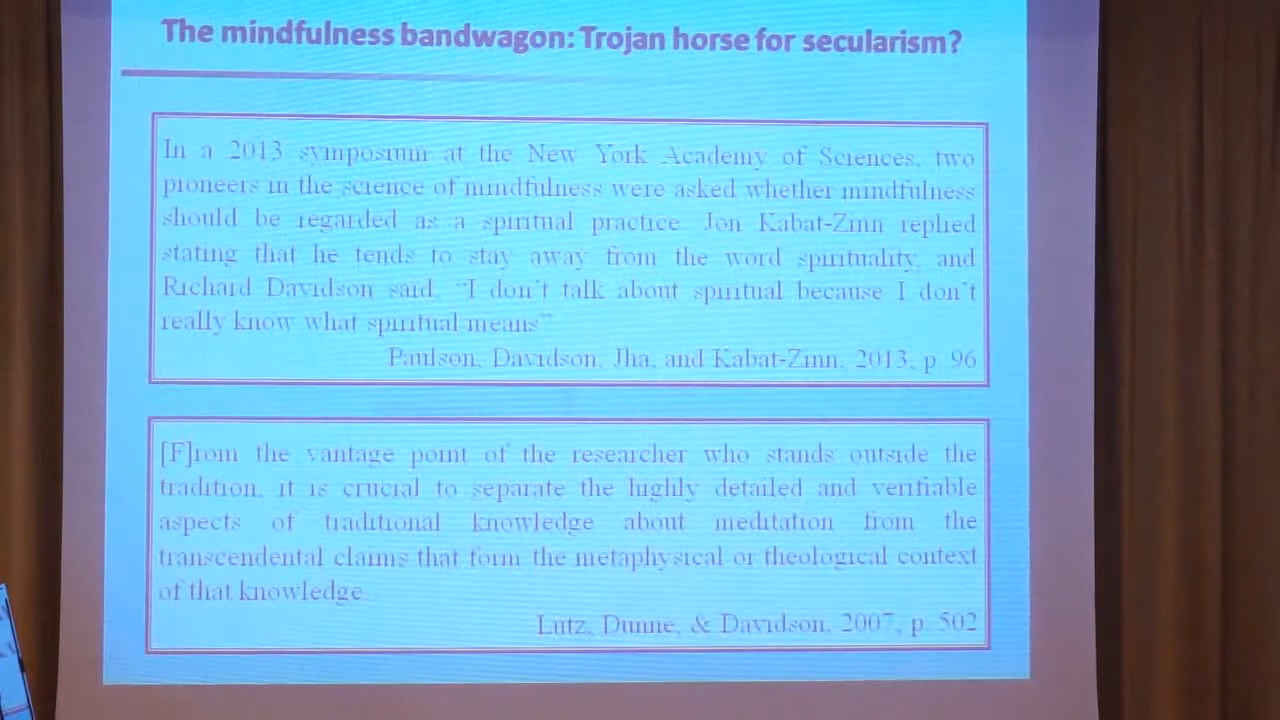 The mindfulness bandwagon: Trojan horse for secularism?
In a 2013 symposium at the New York Academy of Sciences, two
pioneers in the science of mindfulness were asked whether mindfulness
should be regarded as a spiritual practice. Jon Kabat-Zinn replied
stating that he tends to stay away from the word spirituality, and
Richard Davidson said, “I don’t talk about spiritual because I don’t
really know what spiritual means”
Paulson, Davidson, Jha, and Kabat-Zinn, 2013, p. 96
[F]rom the vantage point of the researcher who stands outside the
tradition, it is crucial to separate the highly detailed and verifiable
aspects of traditional knowledge about meditation from the
transcendental claims that form the metaphysical or theological context
of that knowledge.
Lutz, Dunne, & Davidson, 2007, p. 502